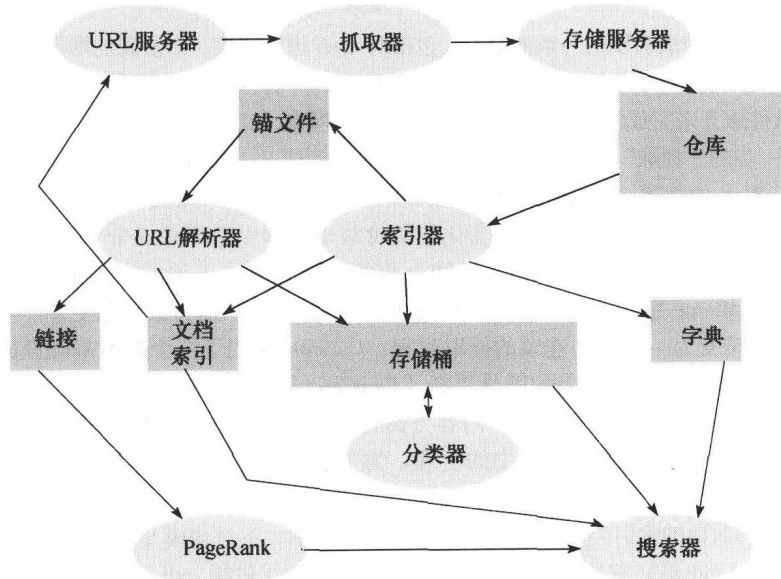 URL服务器
抓取器
存储服务器
锚文件
仓库
URL解析器
索引器
链接
文档
索引
存储桶
字典
分类器
PageRank
搜索器